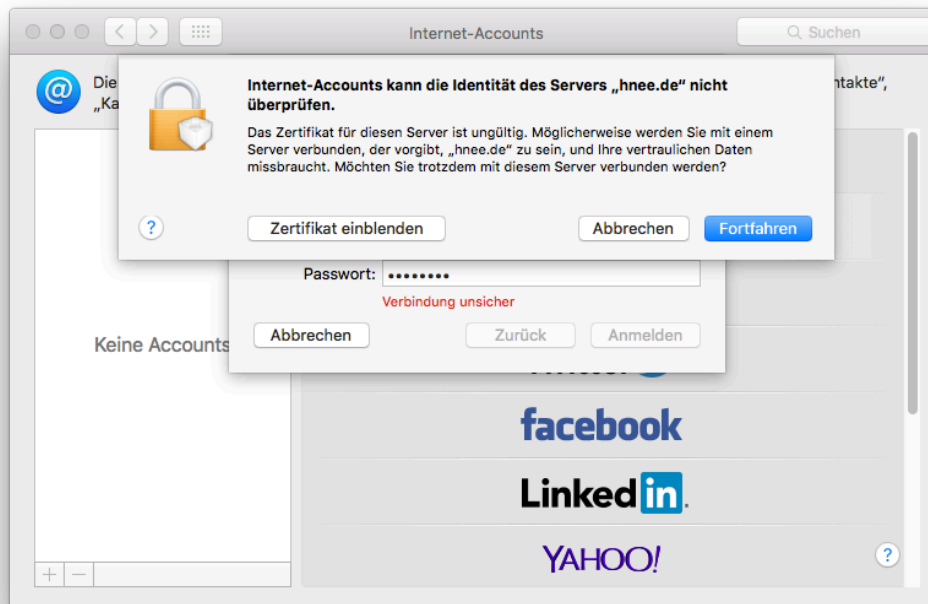 Internet-Accounts
Suchen
Die
ntakte“,
„Ka
Internet-Accounts kann die Identität des Servers „hnee.de“ nicht
überprüfen.
Das Zertifikat für diesen Server ist ungültig. Möglicherweise werden Sie mit einem
Server verbunden, der vorgibt, „hnee.de“ zu sein, und Ihre vertraulichen Daten
missbraucht. Möchten Sie trotzdem mit diesem Server verbunden werden?
?
Zertifikat einblenden
Abbrechen
Fortfahren
Passwort: ••••••••
Verbindung unsicher
Abbrechen
Zurück
Anmelden
Keine Accounts
facebook
Linked in.
YAHOO!
?